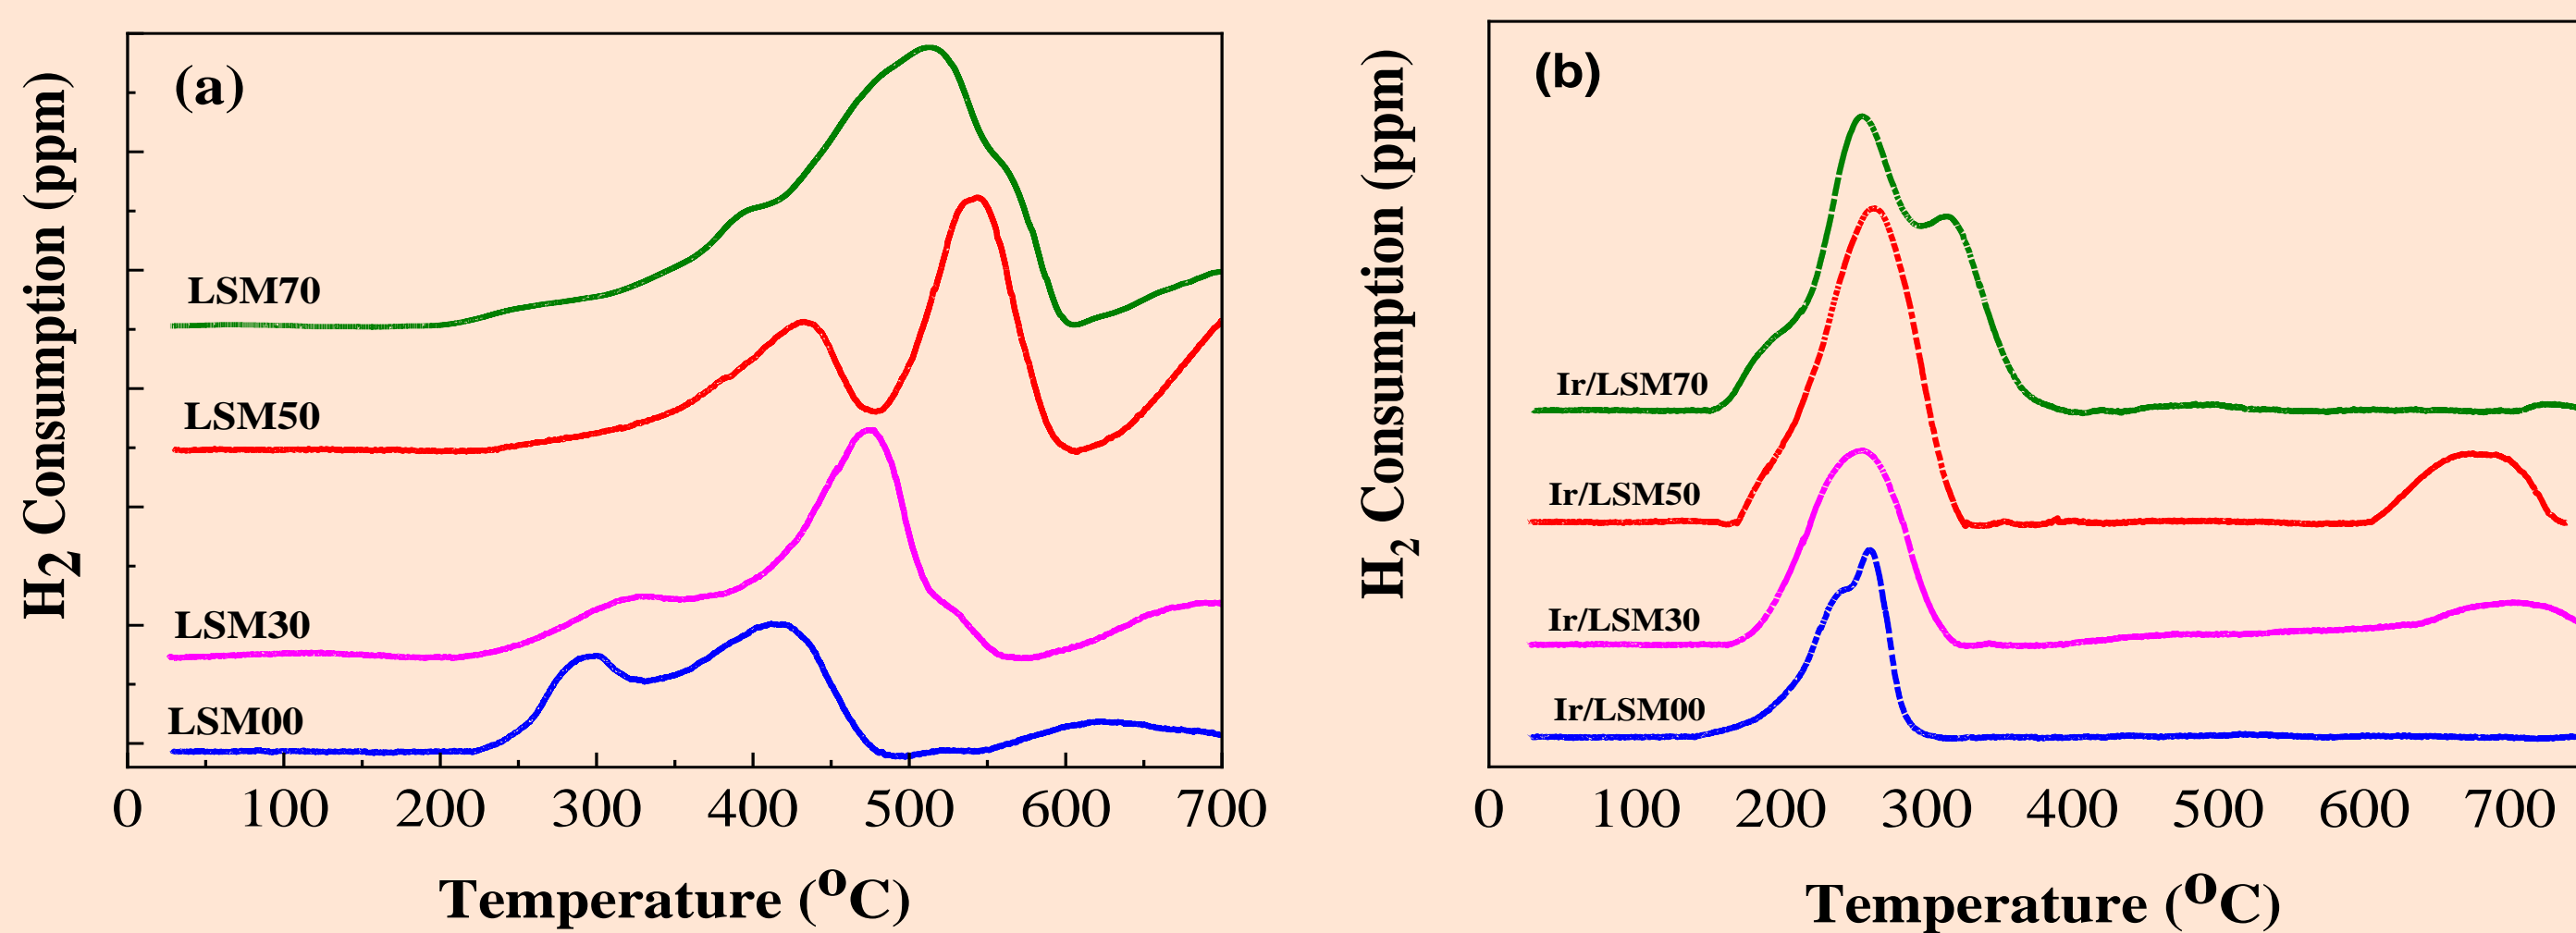 (a)
H2 Consumption (ppm)
LSM70
LSM50
LSM30
LSM00
0 100 200 300 400 500 600 700
Temperature (oC)
(b)
H2 Consumption (ppm)
Ir/LSM70
Ir/LSM50
Ir/LSM30
Ir/LSM00
0 100 200 300 400 500 600 700
Temperature (oC)